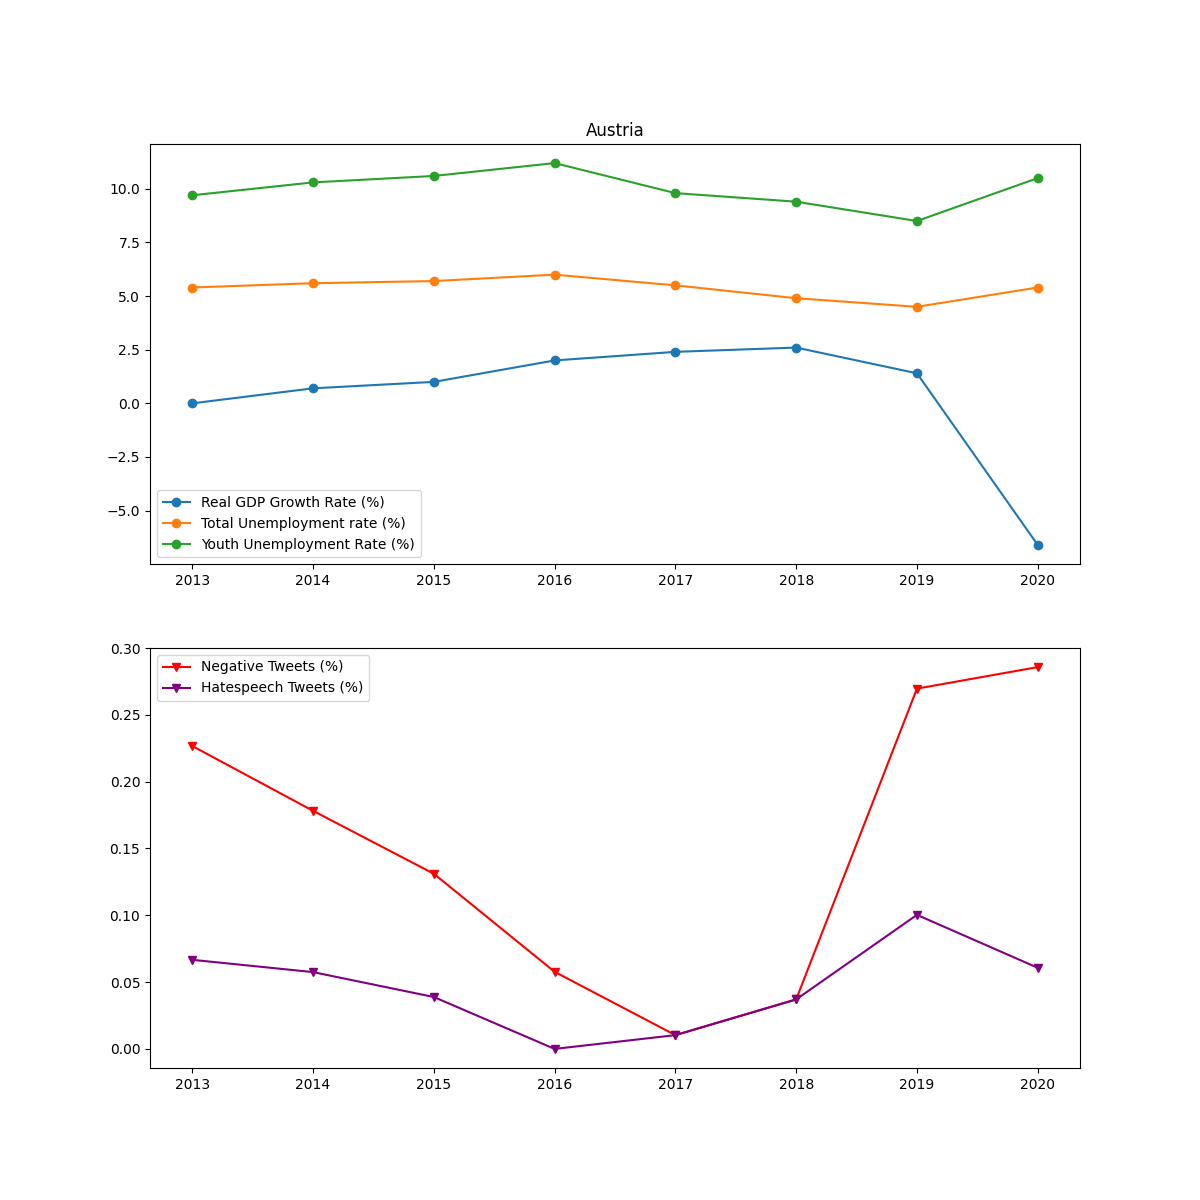 Austria
10.0
7.5
5.0
2.5
0.0
−2.5
−5.0
Real GDP Growth Rate (%)
Total Unemployment rate (%)
Youth Unemployment Rate (%)
2013 2014 2015 2016 2017 2018 2019 2020
0.30
0.25
0.20
0.15
0.10
0.05
0.00
Negative Tweets (%)
Hatespeech Tweets (%)
2013 2014 2015 2016 2017 2018 2019 2020